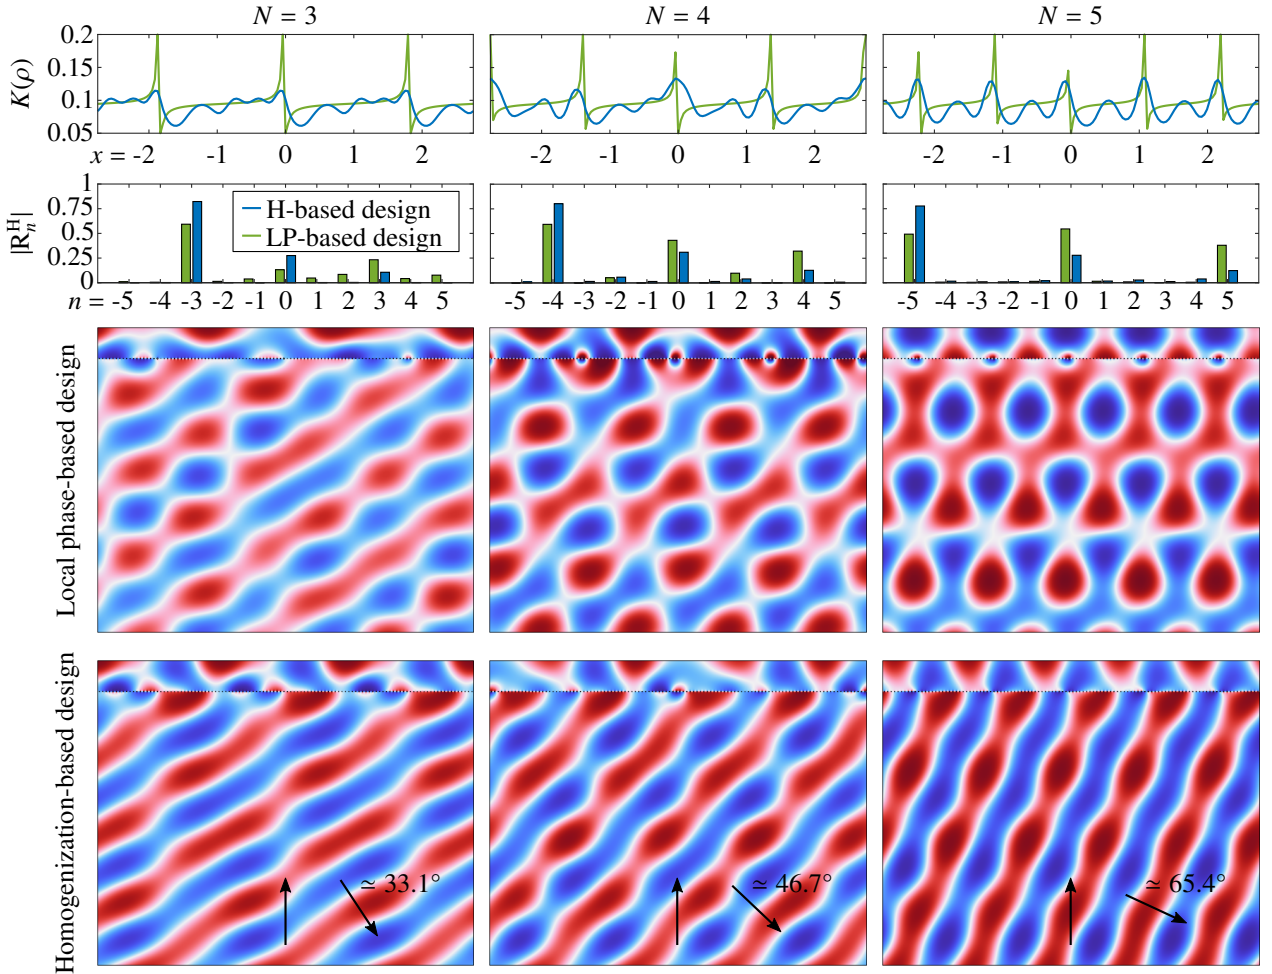 N = 3
N = 4
N = 5
K(ρ)
0.2
0.15
0.1
0.05
x = -2 -1 0 1 2
-2 -1 0 1 2
-2 -1 0 1 2
|R_n^H|
1
0.75
0.5
0.25
0
H-based design
LP-based design
n = -5 -4 -3 -2 -1 0 1 2 3 4 5
-5 -4 -3 -2 -1 0 1 2 3 4 5
-5 -4 -3 -2 -1 0 1 2 3 4 5
Local phase-based design
Homogenization-based design
≃ 33.1°
≃ 46.7°
≃ 65.4°